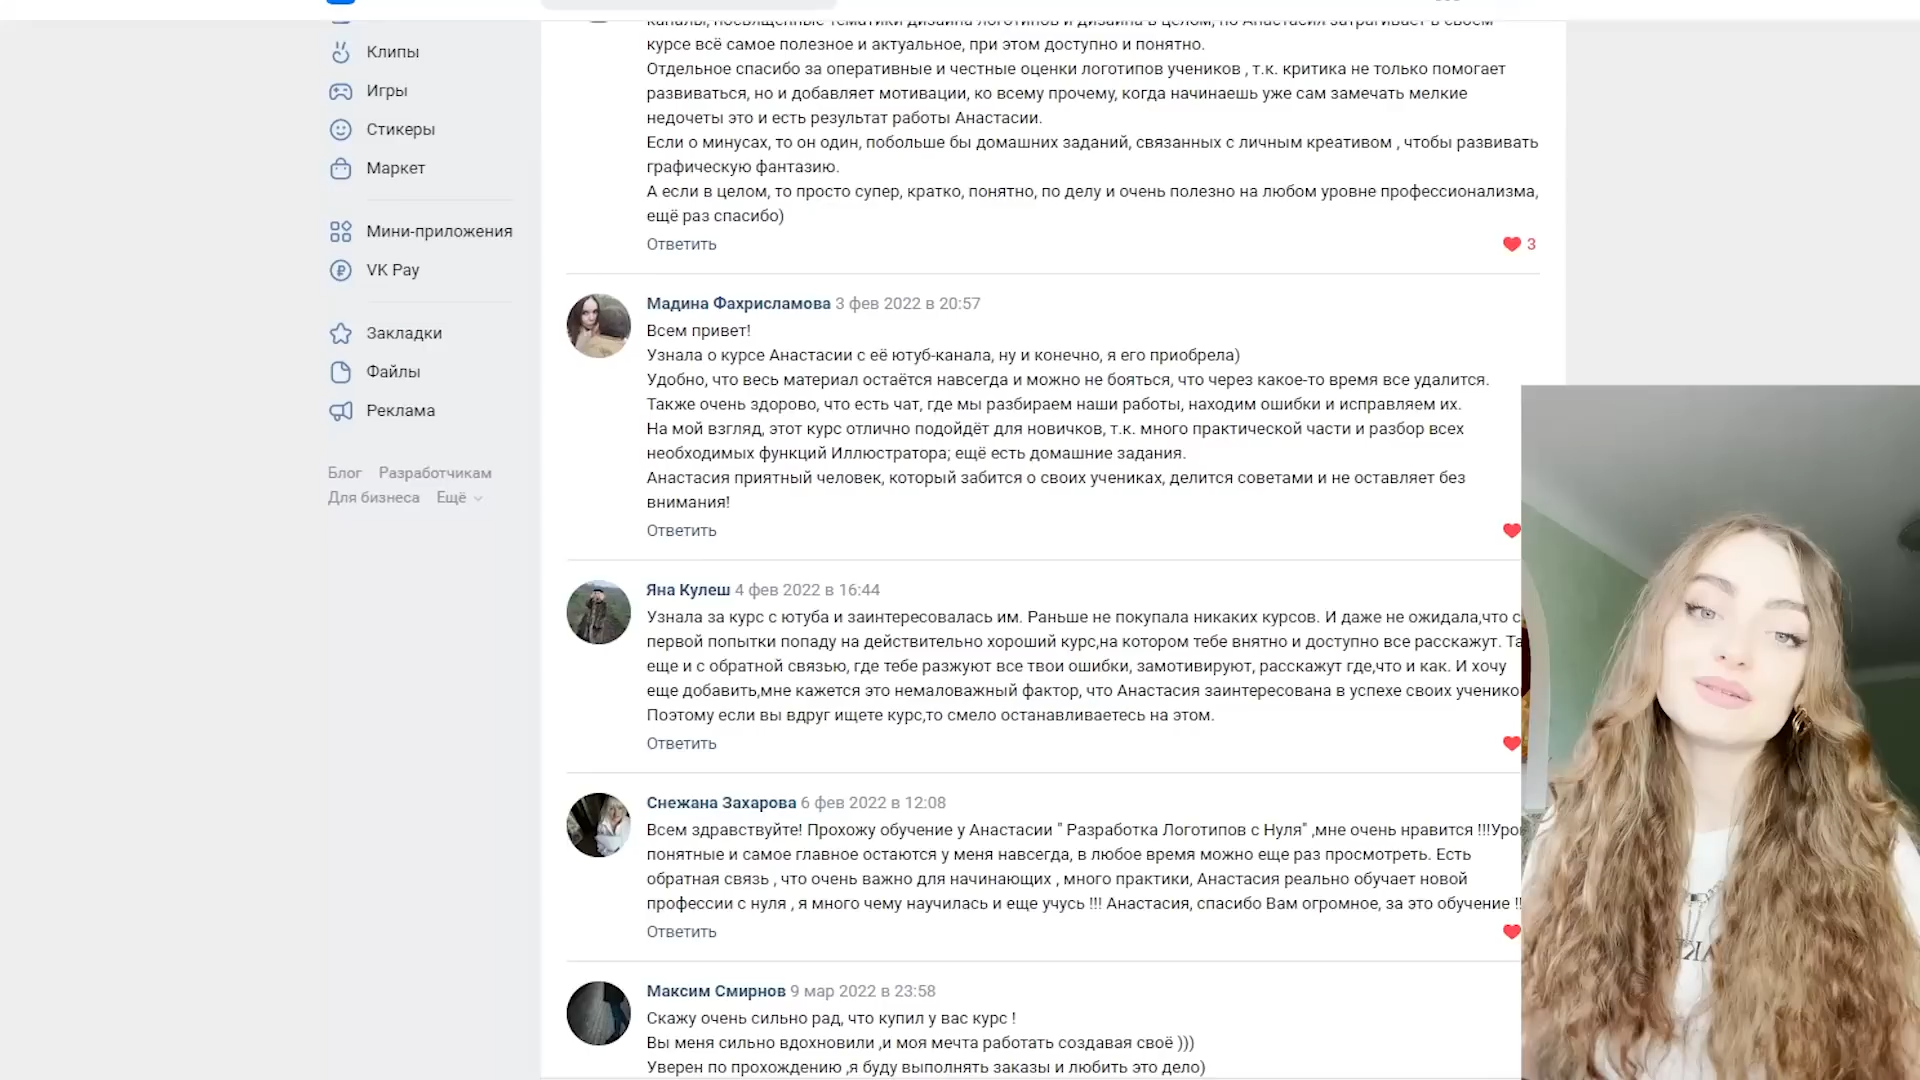 Клипы
Игры
Стикеры
Маркет
Мини-приложения
VK Pay
Закладки
Файлы
Реклама
Блог Разработчикам
Для бизнеса Ещё
каналы, посвященные тематики дизайна логотипов и дизайна в целом, но Анастасия затрагивает в своем
курсе всё самое полезное и актуальное, при этом доступно и понятно.
Отдельное спасибо за оперативные и честные оценки логотипов учеников , т.к. критика не только помогает
развиваться, но и добавляет мотивации, ко всему прочему, когда начинаешь уже сам замечать мелкие
недочеты это и есть результат работы Анастасии.
Если о минусах, то он один, побольше бы домашних заданий, связанных с личным креативом , чтобы развивать
графическую фантазию.
А если в целом, то просто супер, кратко, понятно, по делу и очень полезно на любом уровне профессионализма,
ещё раз спасибо)
Ответить
3
Мадина Фахрисламова 3 фев 2022 в 20:57
Всем привет!
Узнала о курсе Анастасии с её ютуб-канала, ну и конечно, я его приобрела)
Удобно, что весь материал остаётся навсегда и можно не бояться, что через какое-то время все удалится.
Также очень здорово, что есть чат, где мы разбираем наши работы, находим ошибки и исправляем их.
На мой взгляд, этот курс отлично подойдёт для новичков, т.к. много практической части и разбор всех
необходимых функций Иллюстратора; ещё есть домашние задания.
Анастасия приятный человек, который забится о своих учениках, делится советами и не оставляет без
внимания!
Ответить
Яна Кулеш 4 фев 2022 в 16:44
Узнала за курс с ютуба и заинтересовалась им. Раньше не покупала никаких курсов. И даже не ожидала,что с
первой попытки попаду на действительно хороший курс,на котором тебе внятно и доступно все расскажут. Та
еще и с обратной связью, где тебе разжуют все твои ошибки, замотивируют, расскажут где,что и как. И хочу
еще добавить,мне кажется это немаловажный фактор, что Анастасия заинтересована в успехе своих ученико
Поэтому если вы вдруг ищете курс,то смело останавливаетесь на этом.
Ответить
Снежана Захарова 6 фев 2022 в 12:08
Всем здравствуйте! Прохожу обучение у Анастасии " Разработка Логотипов с Нуля" ,мне очень нравится !!!Уро
понятные и самое главное остаются у меня навсегда, в любое время можно еще раз просмотреть. Есть
обратная связь , что очень важно для начинающих , много практики, Анастасия реально обучает новой
профессии с нуля , я много чему научилась и еще учусь !!! Анастасия, спасибо Вам огромное, за это обучение !!
Ответить
Максим Смирнов 9 мар 2022 в 23:58
Скажу очень сильно рад, что купил у вас курс !
Вы меня сильно вдохновили ,и моя мечта работать создавая своё )))
Уверен по прохождению ,я буду выполнять заказы и любить это дело)